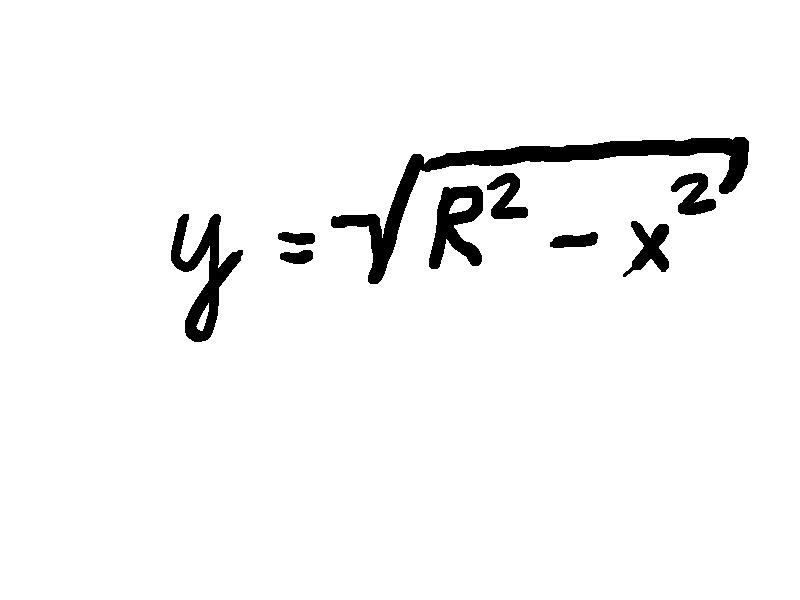 y = √(R² - x²)